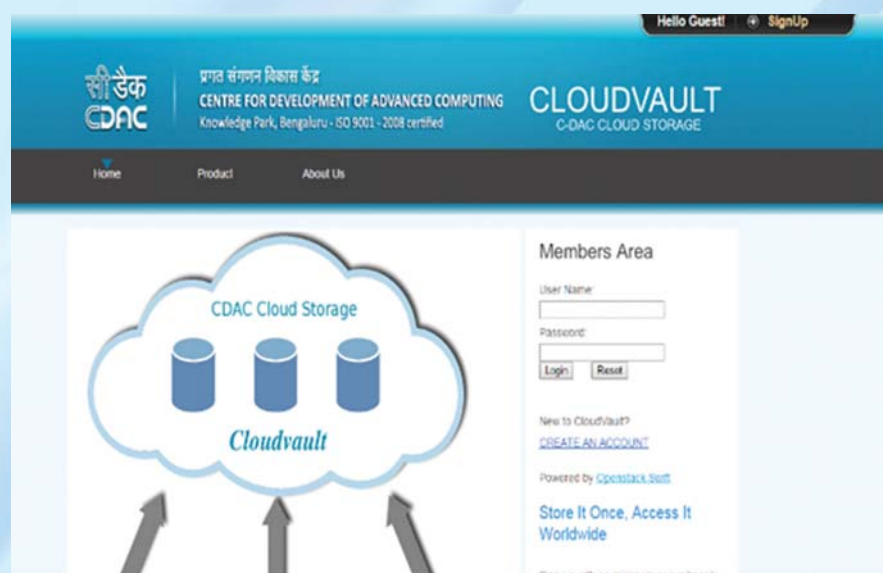 Hello Guest! SignUp
सी डैक
CDAC
प्रगत संगणन विकास केंद्र
CENTRE FOR DEVELOPMENT OF ADVANCED COMPUTING
Knowledge Park, Bengaluru - ISO 9001 - 2008 certified
CLOUDVAULT
C-DAC CLOUD STORAGE
Home Product About Us
CDAC Cloud Storage
Cloudvault
Members Area
User Name:
Password:
Login Reset
New to CloudVault?
CREATE AN ACCOUNT
Powered by Openstack Swift
Store It Once, Access It
Worldwide